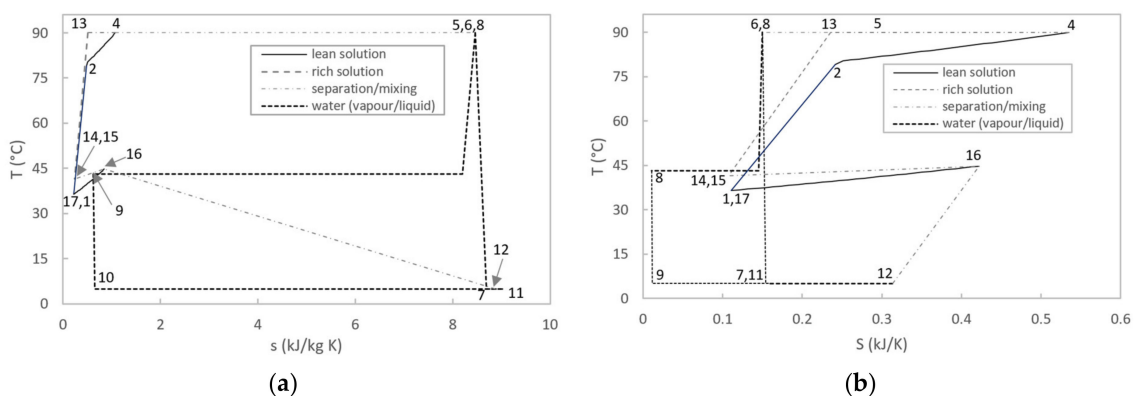 13 4 5,6,8
90
75
60
45
30
15
0
T (°C)
2
14,15
16
17,1
9
10
12
7
11
lean solution
rich solution
separation/mixing
water (vapour/liquid)
0 2 4 6 8 10
s (kJ/kg K)
(a)
6,8 13 5 4
90
75
60
45
30
15
0
T (°C)
2
lean solution
rich solution
separation/mixing
water (vapour/liquid)
16
8
14,15
1,17
9
7,11
12
0 0.1 0.2 0.3 0.4 0.5 0.6
S (kJ/K)
(b)